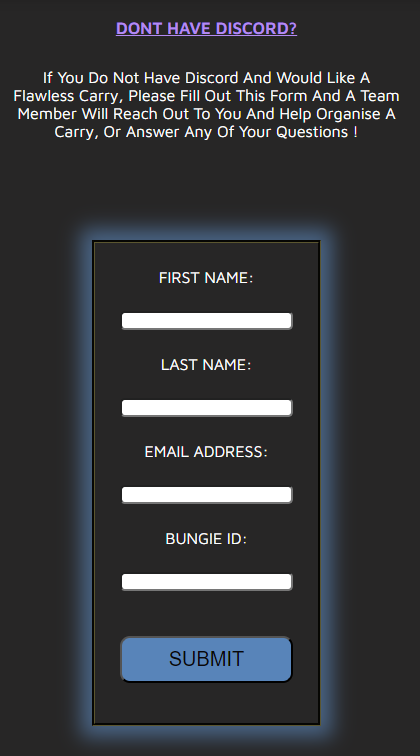 DONT HAVE DISCORD?
If You Do Not Have Discord And Would Like A
Flawless Carry, Please Fill Out This Form And A Team
Member Will Reach Out To You And Help Organise A
Carry, Or Answer Any Of Your Questions !
FIRST NAME:
LAST NAME:
EMAIL ADDRESS:
BUNGIE ID:
SUBMIT